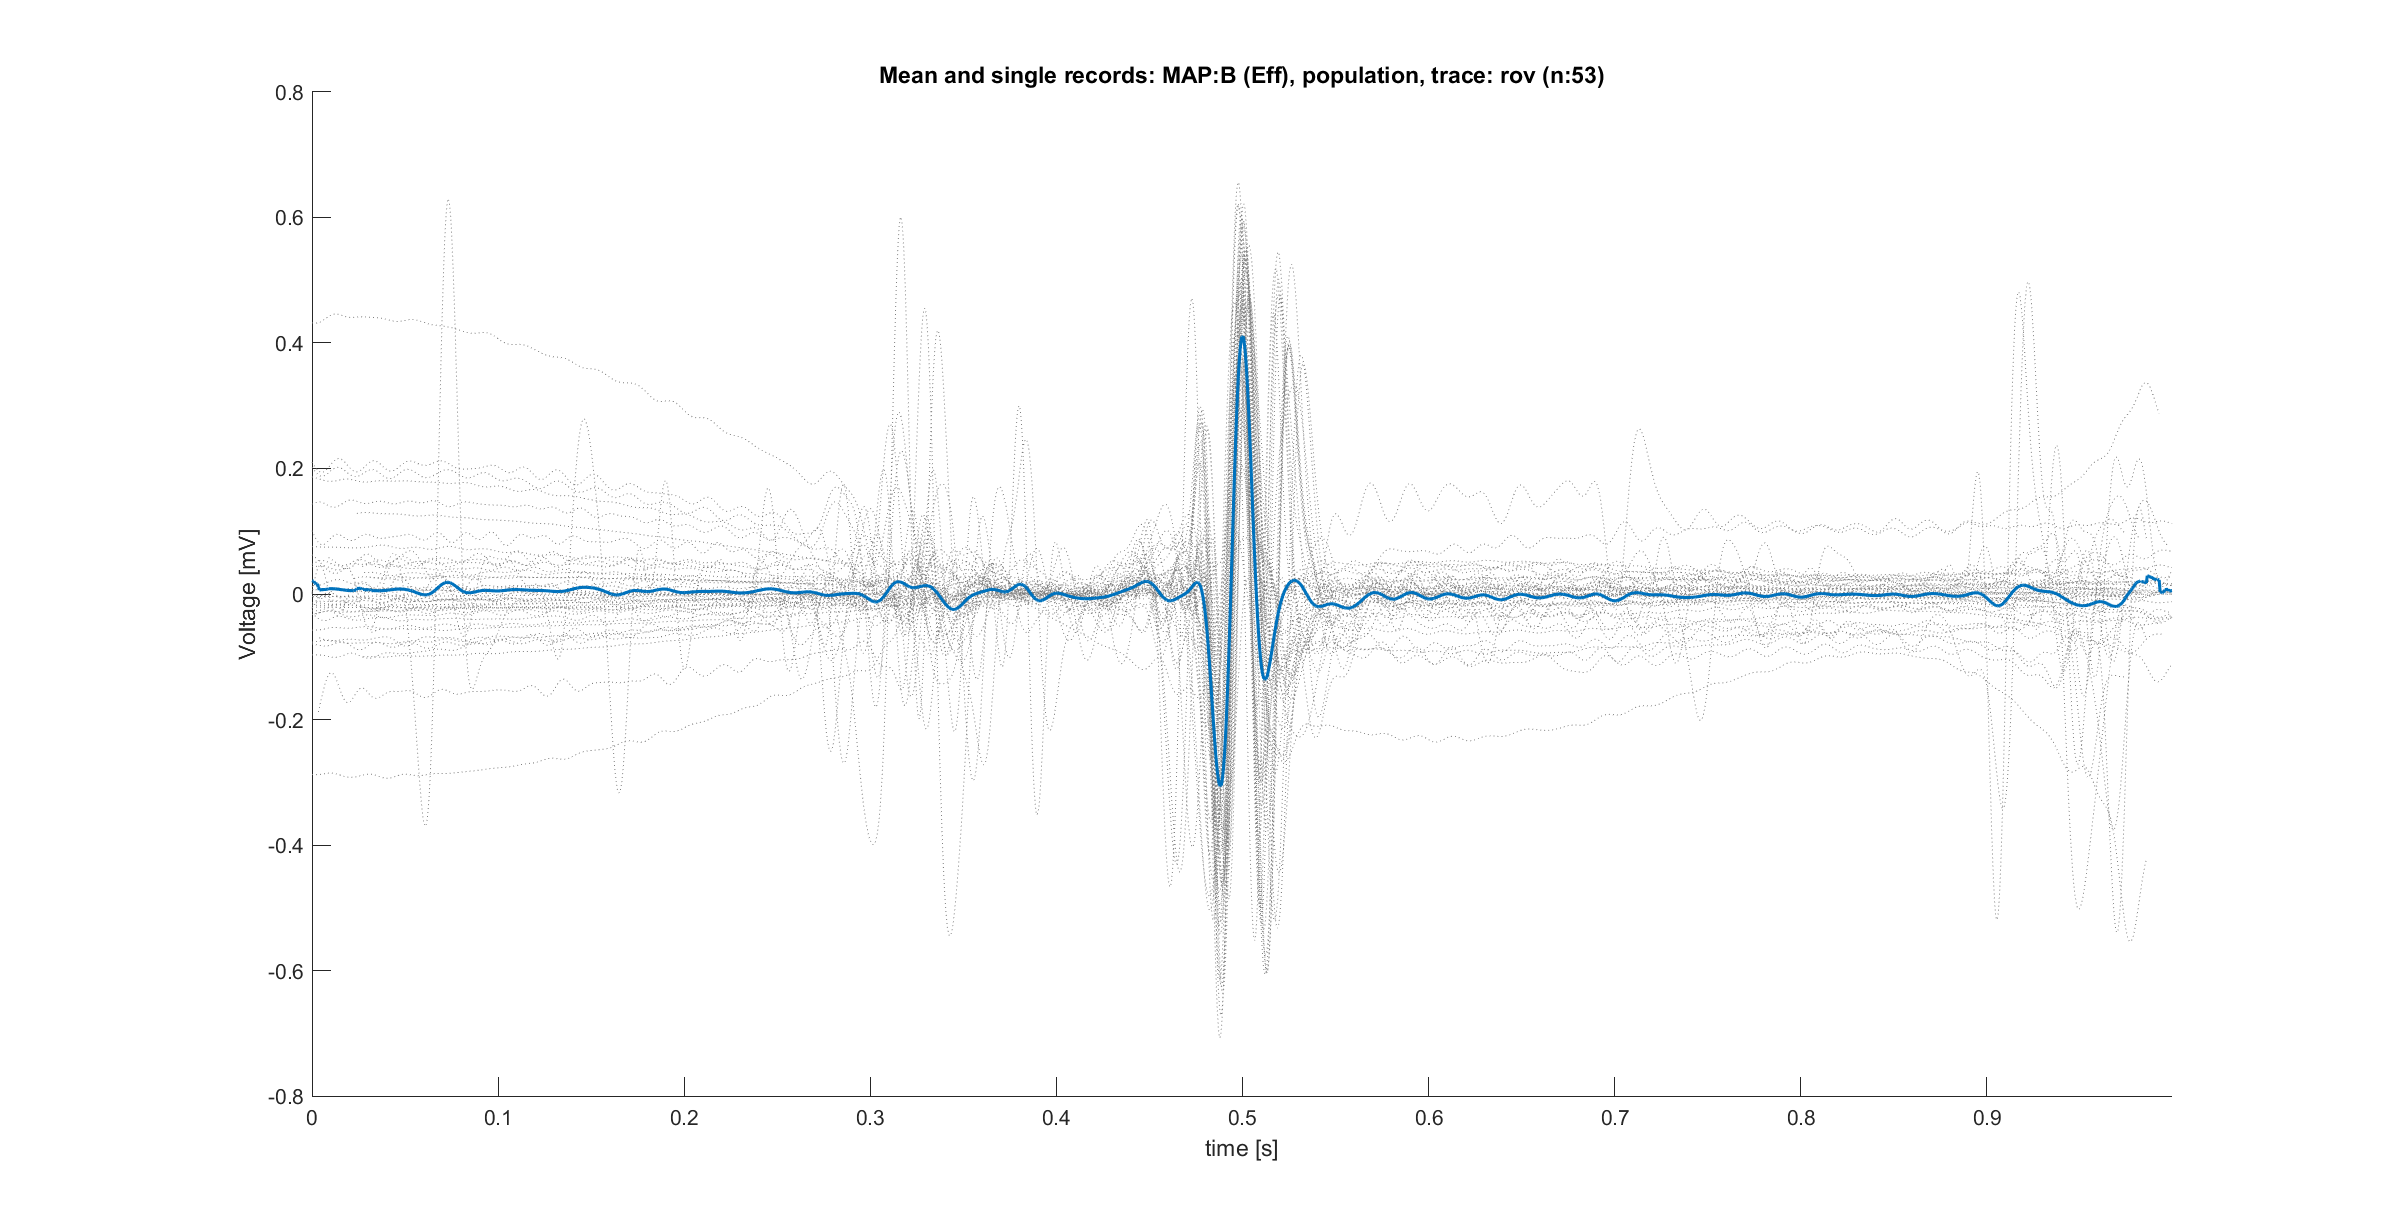 Mean and single records: MAP:B (Eff), population, trace: rov (n:53)
0.8
0.6
0.4
0.2
0
-0.2
-0.4
-0.6
-0.8
Voltage [mV]
0 0.1 0.2 0.3 0.4 0.5 0.6 0.7 0.8 0.9
time [s]